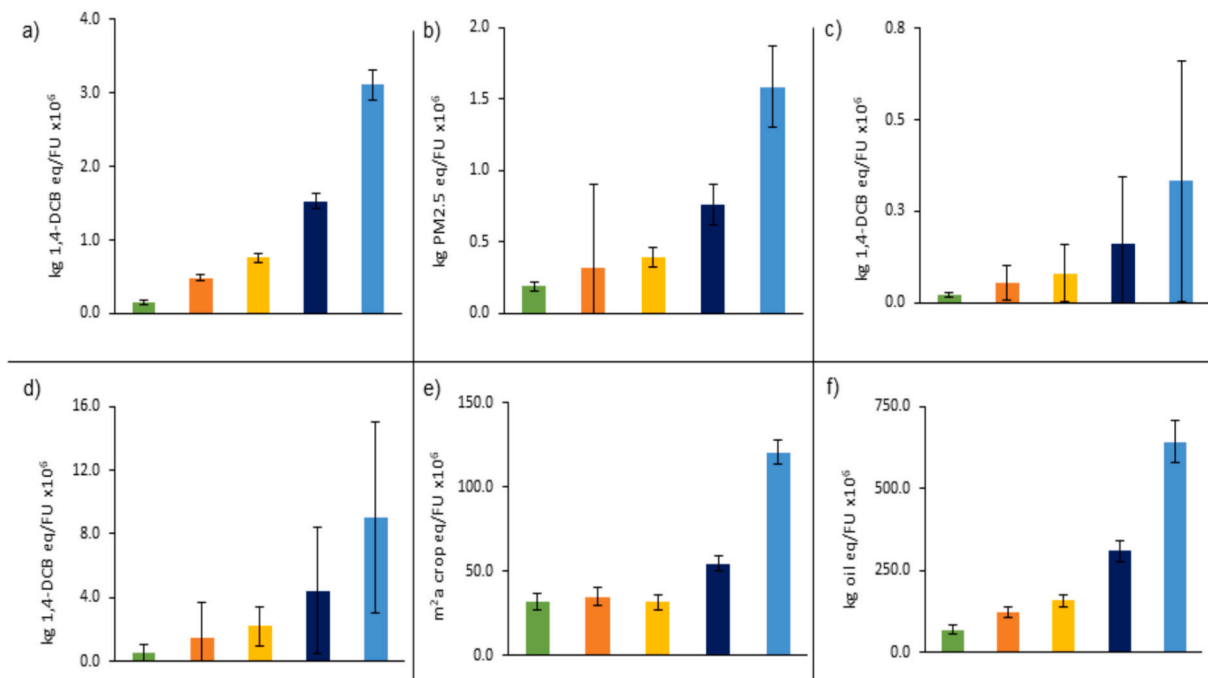 a)
4.0
3.0
2.0
1.0
0.0
kg 1,4-DCB eq/FU x10⁶
b)
2.0
1.5
1.0
0.5
0.0
kg PM2.5 eq/FU x10⁶
c)
0.8
0.5
0.3
0.0
kg 1,4-DCB eq/FU x10⁶
d)
16.0
12.0
8.0
4.0
0.0
kg 1,4-DCB eq/FU x10⁶
e)
150.0
100.0
50.0
0.0
m²a crop eq/FU x10⁶
f)
750.0
500.0
250.0
0.0
kg oil eq/FU x10⁶